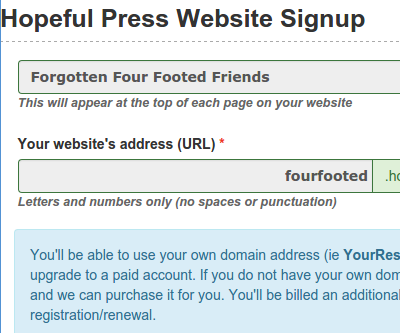 Hopeful Press Website Signup
Forgotten Four Footed Friends
This will appear at the top of each page on your website
Your website's address (URL) *
fourfooted .ho
Letters and numbers only (no spaces or punctuation)
You'll be able to use your own domain address (ie YourRes
upgrade to a paid account. If you do not have your own dom
and we can purchase it for you. You'll be billed an additional
registration/renewal.